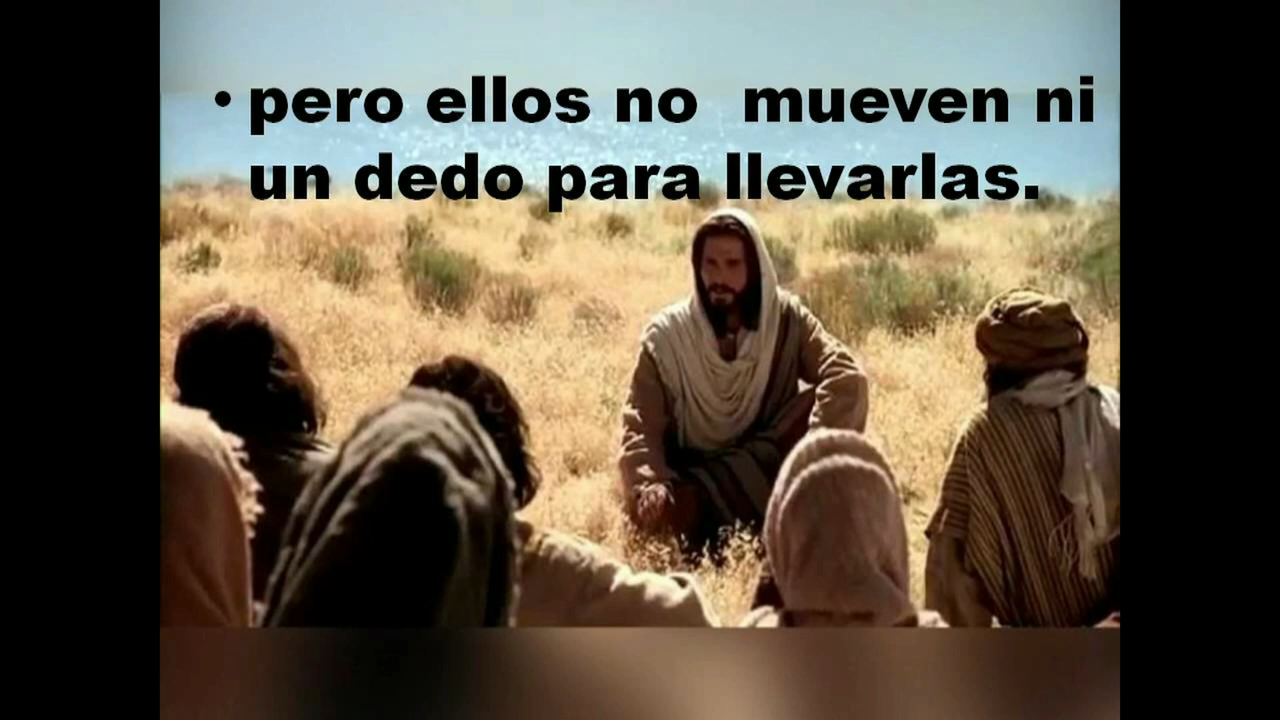 • pero ellos no  mueven ni
un dedo para llevarlas.